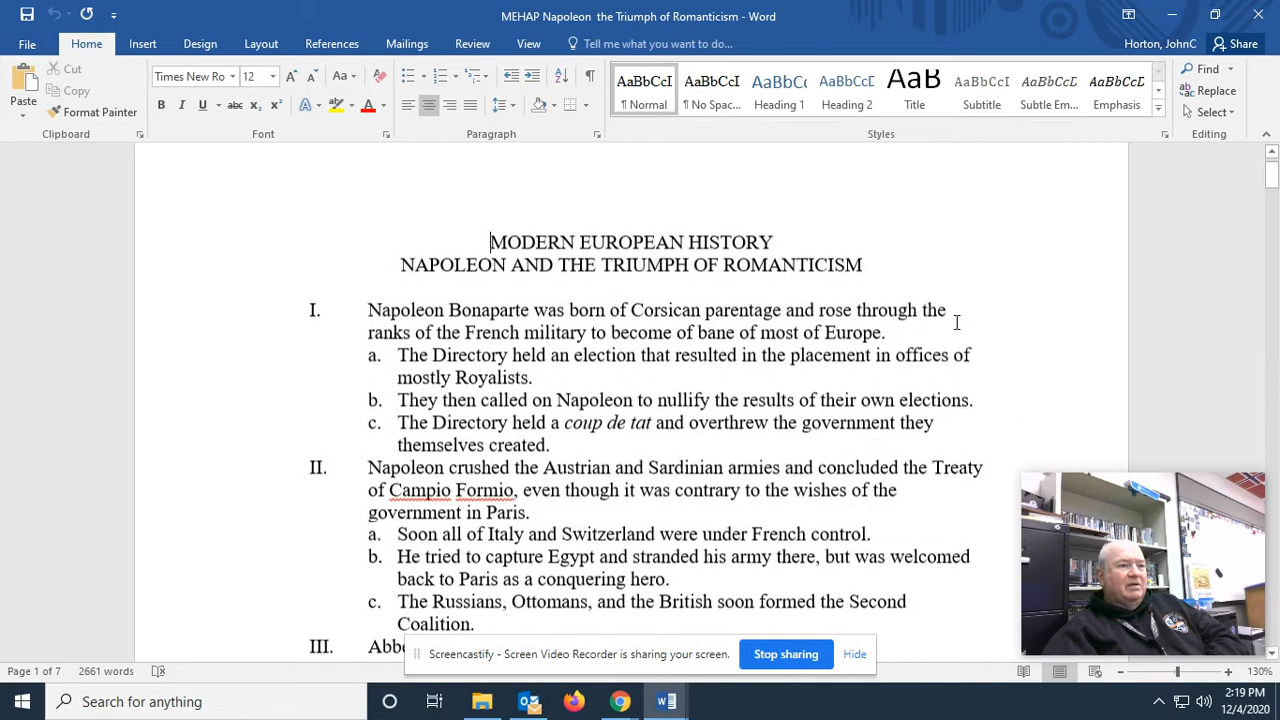 MEHAP Napoleon  the Triumph of Romanticism - Word
File Home Insert Design Layout References Mailings Review View Tell me what you want to do... Horton, JohnC Share
Paste Cut Copy Format Painter
Times New Ro 12 Aa
B I U abc X₂ X² A A
AaBbCcI AaBbCcI AaBbC AaBbCcE AaB AaBbCcL AaBbCcL AaBbCcL
¶ Normal ¶ No Spac... Heading 1 Heading 2 Title Subtitle Subtle Em... Emphasis
Find Replace Select
Clipboard Font Paragraph Styles Editing
MODERN EUROPEAN HISTORY
NAPOLEON AND THE TRIUMPH OF ROMANTICISM
I. Napoleon Bonaparte was born of Corsican parentage and rose through the
ranks of the French military to become of bane of most of Europe.
a. The Directory held an election that resulted in the placement in offices of
mostly Royalists.
b. They then called on Napoleon to nullify the results of their own elections.
c. The Directory held a coup de tat and overthrew the government they
themselves created.
II. Napoleon crushed the Austrian and Sardinian armies and concluded the Treaty
of Campio Formio, even though it was contrary to the wishes of the
government in Paris.
a. Soon all of Italy and Switzerland were under French control.
b. He tried to capture Egypt and stranded his army there, but was welcomed
back to Paris as a conquering hero.
c. The Russians, Ottomans, and the British soon formed the Second
Coalition.
III.
Screencastify - Screen Video Recorder is sharing your screen. Stop sharing Hide
Page 1 of 7 2661 words 130%
Search for anything
2:19 PM
12/4/2020